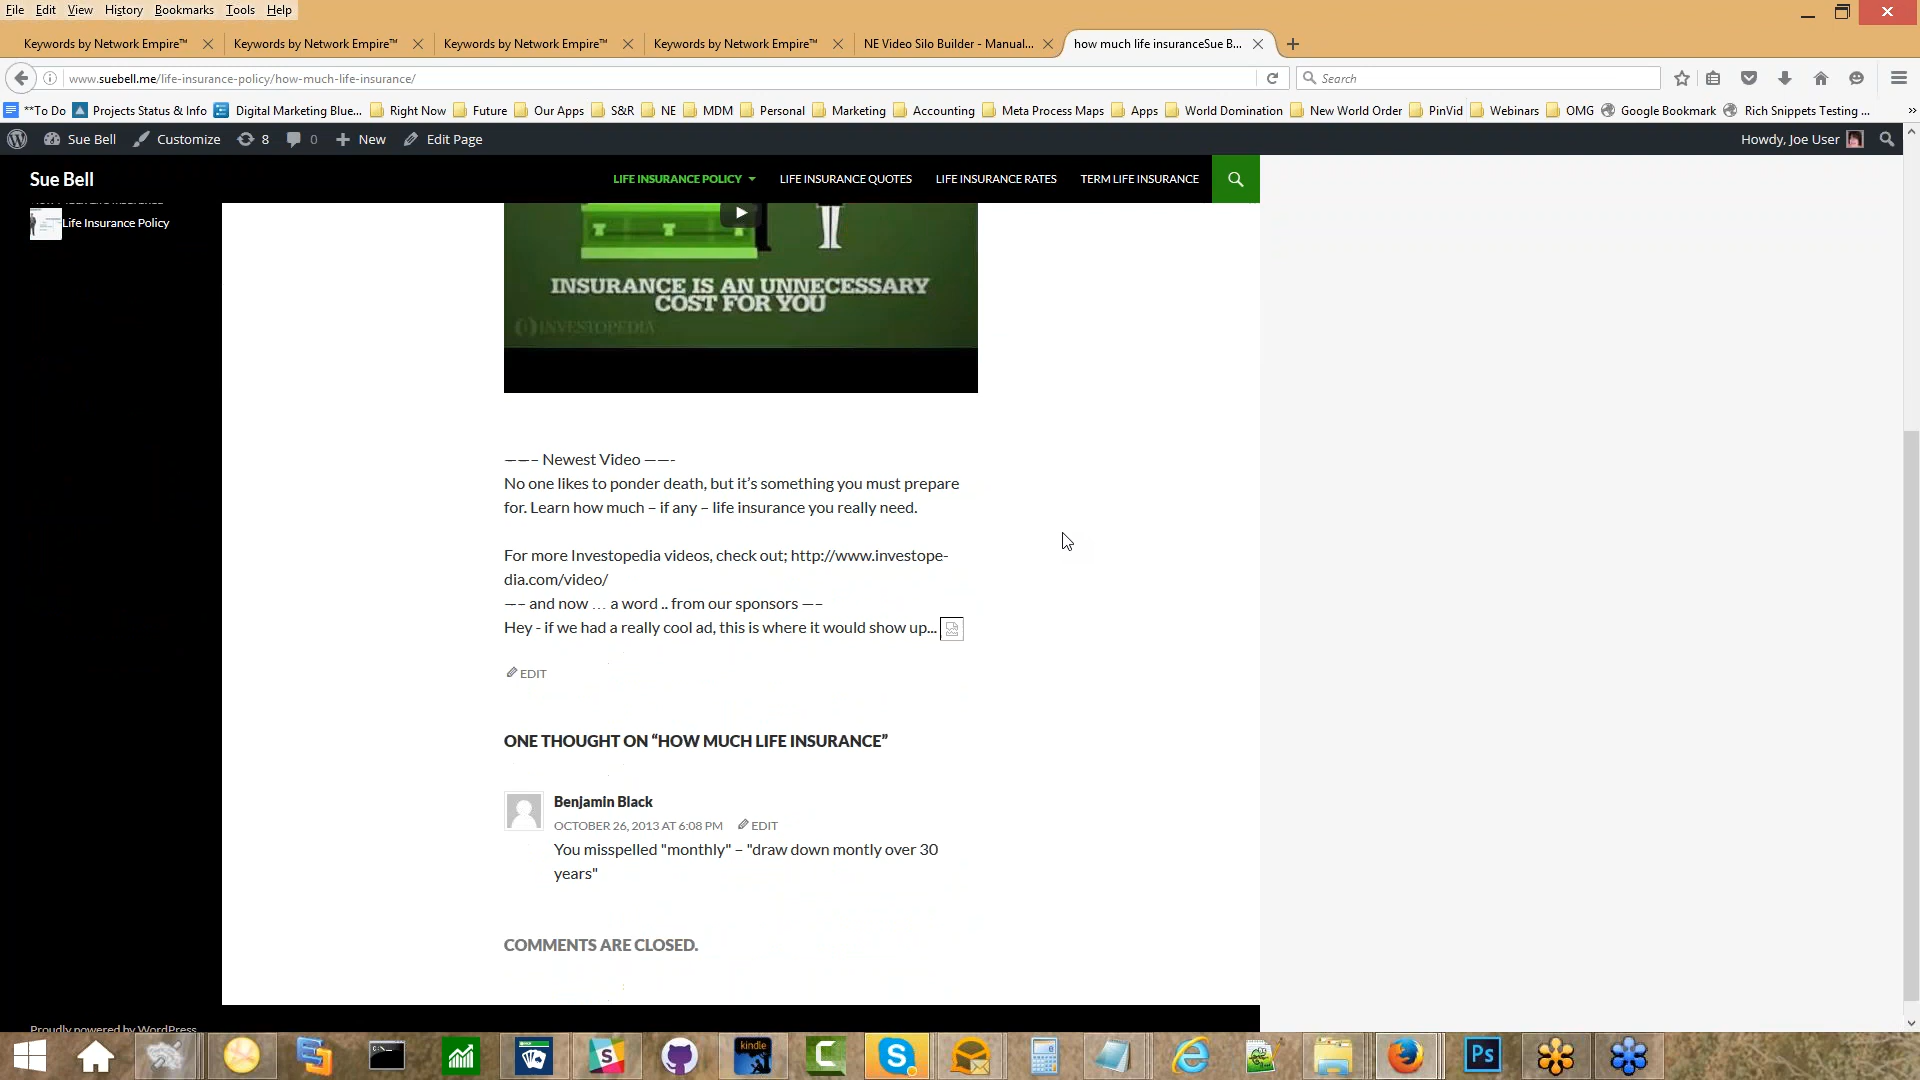 File Edit View History Bookmarks Tools Help
Keywords by Network Empire™ Keywords by Network Empire™ Keywords by Network Empire™ Keywords by Network Empire™ NE Video Silo Builder - Manual... how much life insuranceSue B...
www.suebell.me/life-insurance-policy/how-much-life-insurance/ Search
**To Do Projects Status & Info Digital Marketing Blue... Right Now Future Our Apps S&R NE MDM Personal Marketing Accounting Meta Process Maps Apps World Domination New World Order PinVid Webinars OMG Google Bookmark Rich Snippets Testing ... »
Sue Bell Customize 8 0 New Edit Page Howdy, Joe User
Sue Bell LIFE INSURANCE POLICY LIFE INSURANCE QUOTES LIFE INSURANCE RATES TERM LIFE INSURANCE
Life Insurance Policy
INSURANCE IS AN UNNECESSARY
COST FOR YOU
INVESTOPEDIA
——– Newest Video ——-
No one likes to ponder death, but it’s something you must prepare
for. Learn how much – if any – life insurance you really need.
For more Investopedia videos, check out; http://www.investope-
dia.com/video/
—– and now … a word .. from our sponsors —–
Hey - if we had a really cool ad, this is where it would show up...
EDIT
ONE THOUGHT ON “HOW MUCH LIFE INSURANCE”
Benjamin Black
OCTOBER 26, 2013 AT 6:08 PM EDIT
You misspelled "monthly" – "draw down montly over 30
years"
COMMENTS ARE CLOSED.
Proudly powered by WordPress
kindle
Ps